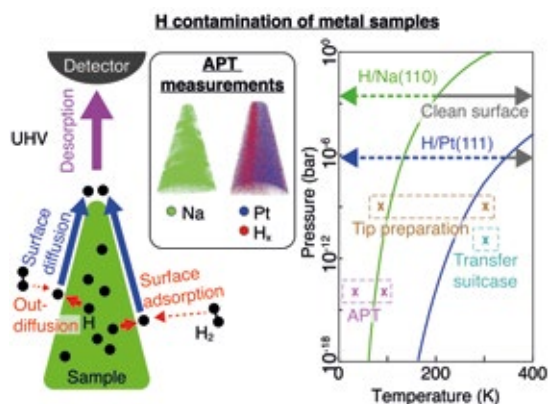 H contamination of metal samples
Detector
UHV
Desorption
Surface
diffusion
Out-
diffusion
H
Surface
adsorption
H₂
Sample
APT
measurements
Na
Pt
Hₓ
Pressure (bar)
10⁰
10⁻⁶
10⁻¹²
10⁻¹⁸
H/Na(110)
Clean surface
H/Pt(111)
x x
Tip preparation
x
Transfer
suitcase
x x
APT
0 200 400
Temperature (K)